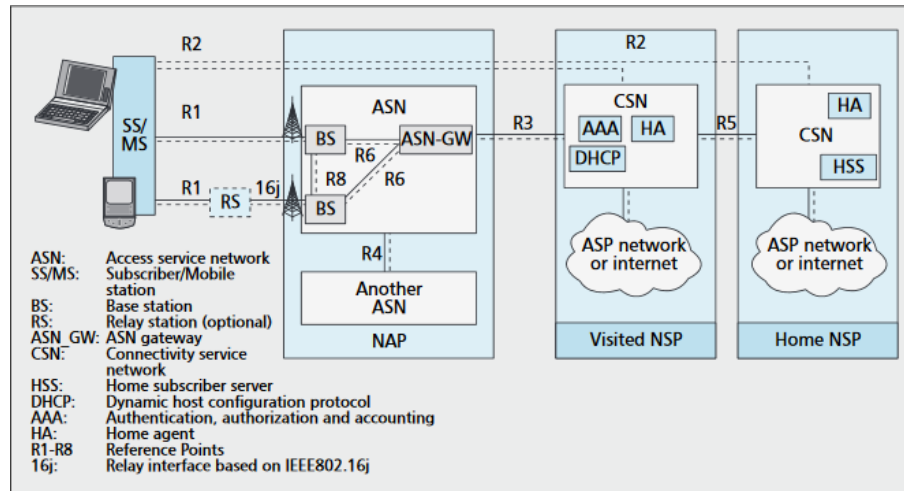 R2
R2
ASN
CSN
HA
R1
SS/
MS
BS
ASN-GW
R3
AAA
HA
R5
CSN
R6
DHCP
HSS
R8
R6
R1
RS
16j
BS
ASP network
or internet
ASP network
or internet
R4
Another
ASN
NAP
Visited NSP
Home NSP
ASN: Access service network
SS/MS: Subscriber/Mobile
station
BS: Base station
RS: Relay station (optional)
ASN_GW: ASN gateway
CSN: Connectivity service
network
HSS: Home subscriber server
DHCP: Dynamic host configuration protocol
AAA: Authentication, authorization and accounting
HA: Home agent
R1-R8 Reference Points
16j: Relay interface based on IEEE802.16j